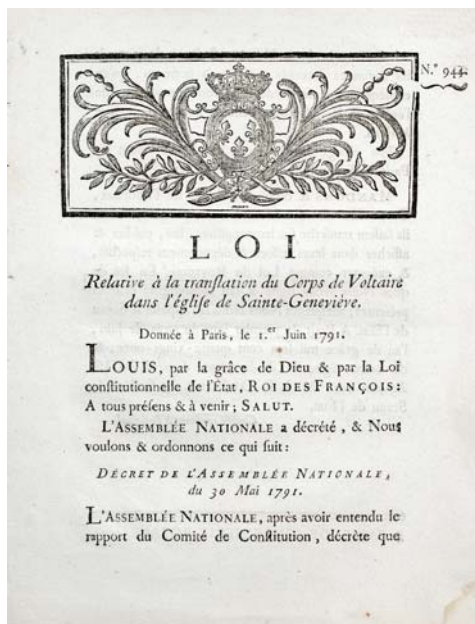 N.º 944.
LOI
Relative à la tranſlation du Corps de Voltaire
dans l'égliſe de Sainte-Geneviève.
Donnée à Paris, le 1.er Juin 1791.
LOUIS, par la grâce de Dieu & par la Loi
conſtitutionnelle de l'État, ROI DES FRANÇOIS:
A tous préſens & à venir; SALUT.
L'ASSEMBLÉE NATIONALE a décrété, & Nous
voulons & ordonnons ce qui ſuit:
DÉCRET DE L'ASSEMBLÉE NATIONALE,
du 30 Mai 1791.
L'ASSEMBLÉE NATIONALE, après avoir entendu le
rapport du Comité de Conſtitution, décrète que